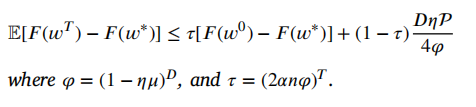 𝔼[F(w^T) − F(w*)] ≤ τ[F(w^0) − F(w*)] + (1 − τ) DηP / 4φ
where φ = (1 − ημ)^D, and τ = (2αnφ)^T.